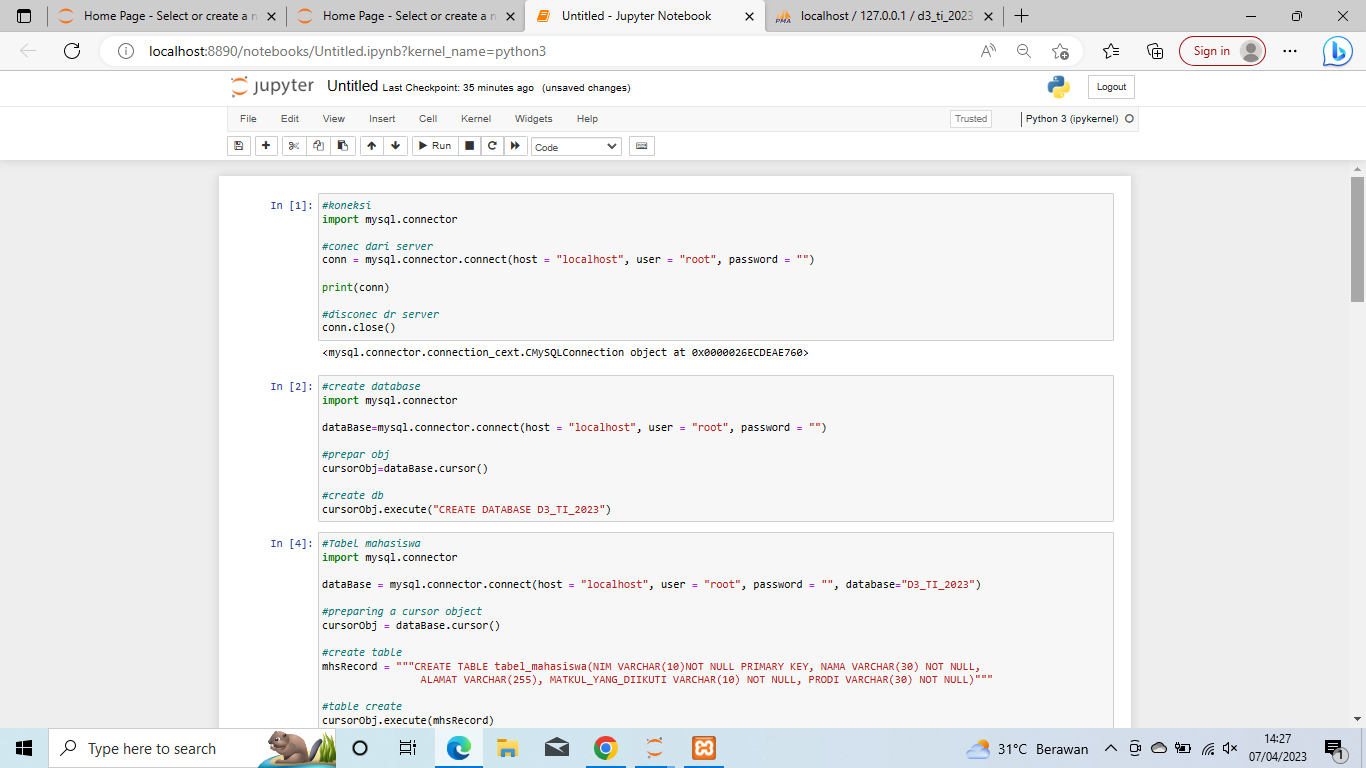 Home Page - Select or create a n
Home Page - Select or create a n
Untitled - Jupyter Notebook
PMA
localhost / 127.0.0.1 / d3_ti_2023
localhost:8890/notebooks/Untitled.ipynb?kernel_name=python3
Sign in
jupyter Untitled Last Checkpoint: 35 minutes ago (unsaved changes)
Logout
File Edit View Insert Cell Kernel Widgets Help
Trusted
Python 3 (ipykernel)
Run
Code
In [1]: #koneksi
import mysql.connector
#conec dari server
conn = mysql.connector.connect(host = "localhost", user = "root", password = "")
print(conn)
#disconec dr server
conn.close()
<mysql.connector.connection_cext.CMySQLConnection object at 0x0000026ECDEAE760>
In [2]: #create database
import mysql.connector
dataBase=mysql.connector.connect(host = "localhost", user = "root", password = "")
#prepar obj
cursorObj=dataBase.cursor()
#create db
cursorObj.execute("CREATE DATABASE D3_TI_2023")
In [4]: #Tabel mahasiswa
import mysql.connector
dataBase = mysql.connector.connect(host = "localhost", user = "root", password = "", database="D3_TI_2023")
#preparing a cursor object
cursorObj = dataBase.cursor()
#create table
mhsRecord = """CREATE TABLE tabel_mahasiswa(NIM VARCHAR(10)NOT NULL PRIMARY KEY, NAMA VARCHAR(30) NOT NULL,
ALAMAT VARCHAR(255), MATKUL_YANG_DIIKUTI VARCHAR(10) NOT NULL, PRODI VARCHAR(30) NOT NULL)"""
#table create
cursorObj.execute(mhsRecord)
Type here to search
31°C Berawan
14:27
07/04/2023
1